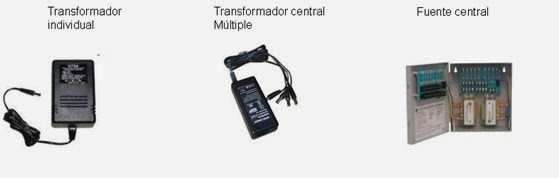 Transformador
individual
Transformador central
Múltiple
Fuente central